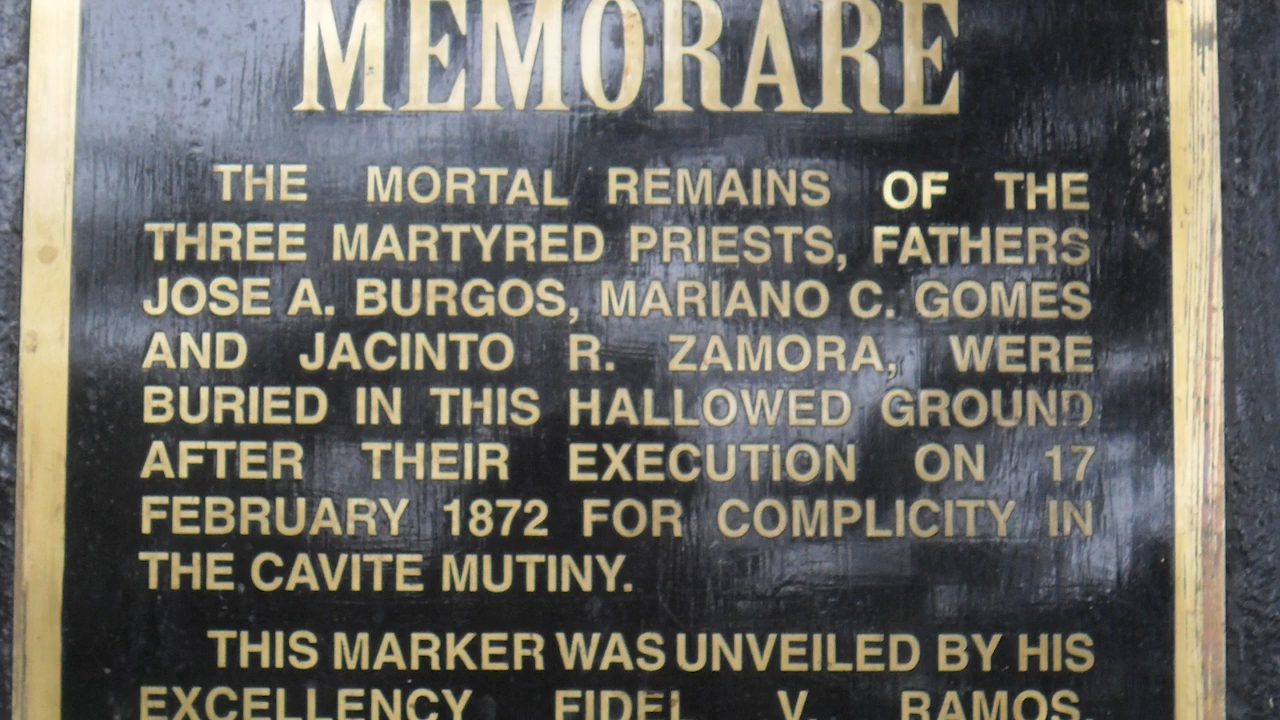 MEMORARE
THE MORTAL REMAINS OF THE
THREE MARTYRED PRIESTS, FATHERS
JOSE A. BURGOS, MARIANO C. GOMES
AND JACINTO R. ZAMORA, WERE
BURIED IN THIS HALLOWED GROUND
AFTER THEIR EXECUTION ON 17
FEBRUARY 1872 FOR COMPLICITY IN
THE CAVITE MUTINY.
THIS MARKER WAS UNVEILED BY HIS
EXCELLENCY FIDEL V. RAMOS,